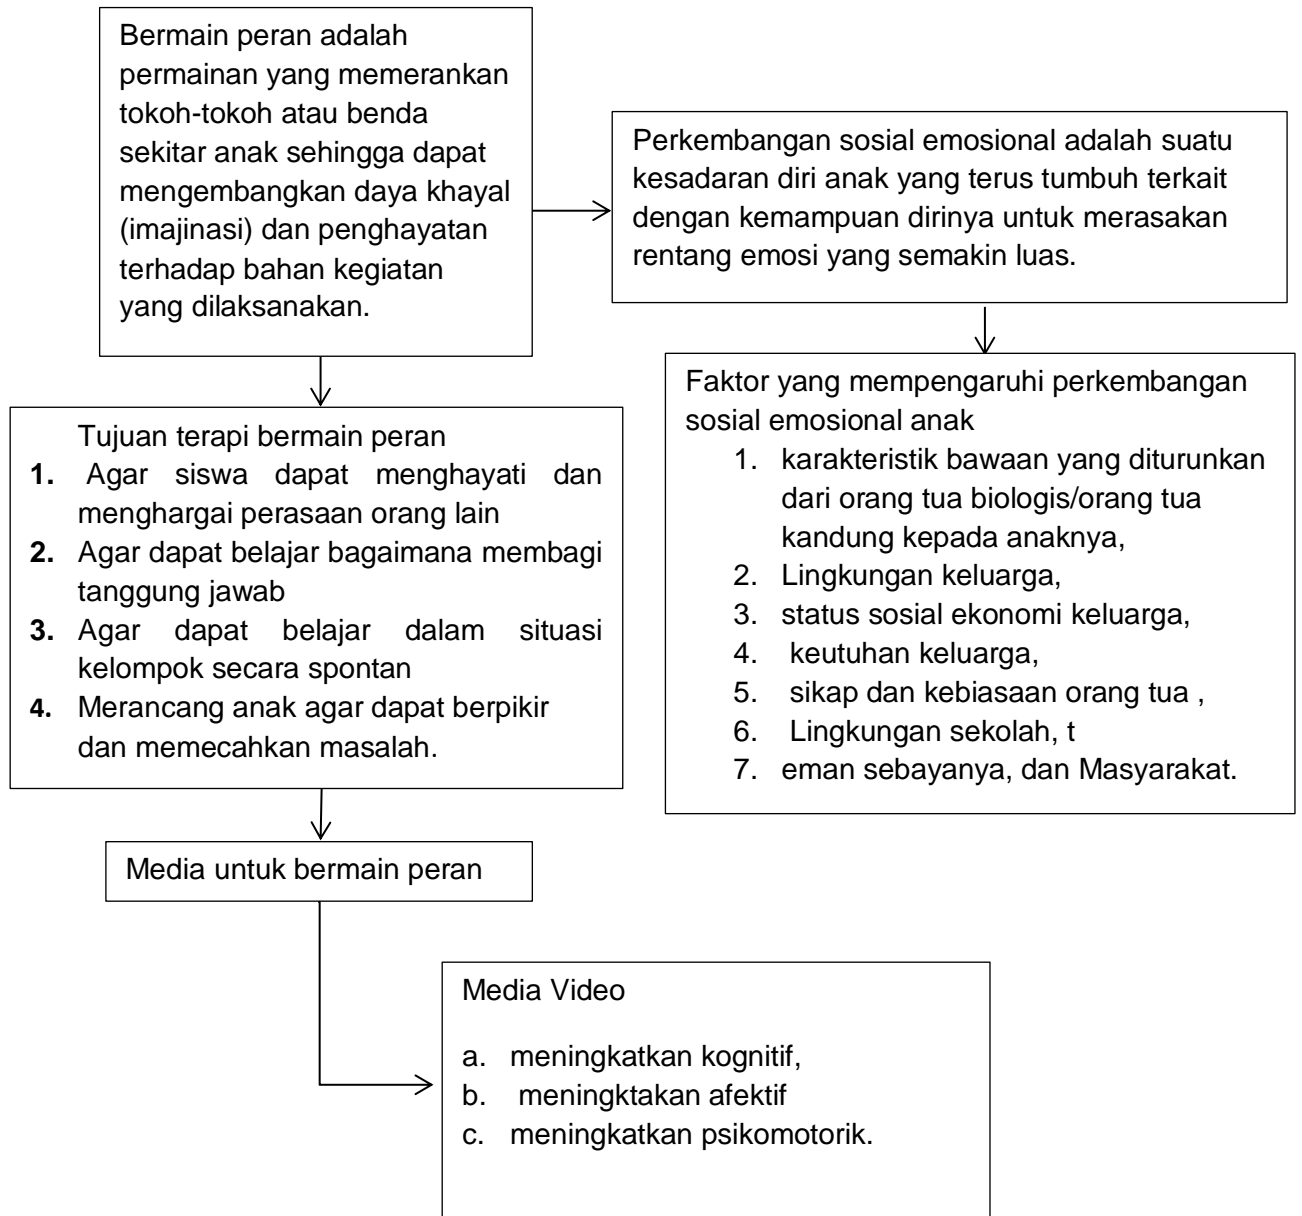 Bermain peran adalah
permainan yang memerankan
tokoh-tokoh atau benda
sekitar anak sehingga dapat
mengembangkan daya khayal
(imajinasi) dan penghayatan
terhadap bahan kegiatan
yang dilaksanakan.
Perkembangan sosial emosional adalah suatu
kesadaran diri anak yang terus tumbuh terkait
dengan kemampuan dirinya untuk merasakan
rentang emosi yang semakin luas.
Tujuan terapi bermain peran
1. Agar siswa dapat menghayati dan
menghargai perasaan orang lain
2. Agar dapat belajar bagaimana membagi
tanggung jawab
3. Agar dapat belajar dalam situasi
kelompok secara spontan
4. Merancang anak agar dapat berpikir
dan memecahkan masalah.
Faktor yang mempengaruhi perkembangan
sosial emosional anak
1. karakteristik bawaan yang diturunkan
dari orang tua biologis/orang tua
kandung kepada anaknya,
2. Lingkungan keluarga,
3. status sosial ekonomi keluarga,
4. keutuhan keluarga,
5. sikap dan kebiasaan orang tua ,
6. Lingkungan sekolah, t
7. eman sebayanya, dan Masyarakat.
Media untuk bermain peran
Media Video
a. meningkatkan kognitif,
b. meningktakan afektif
c. meningkatkan psikomotorik.